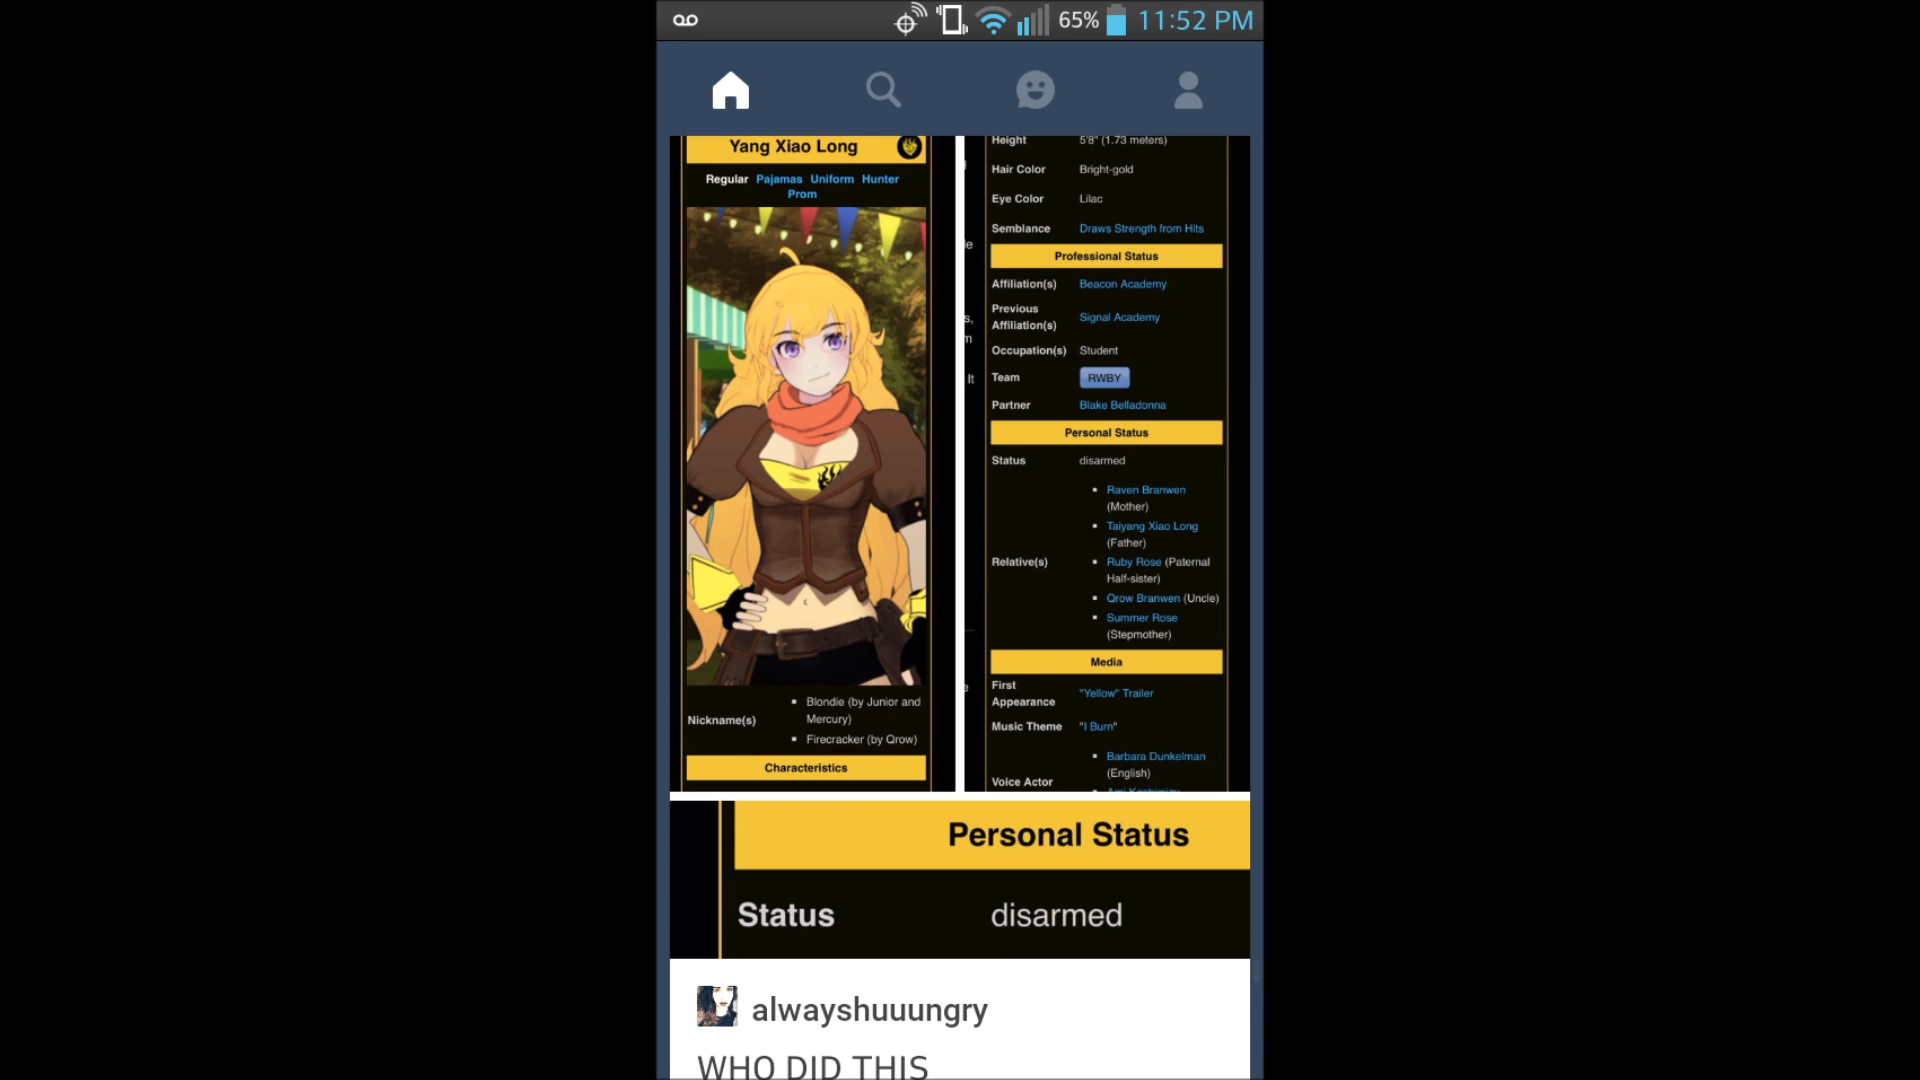 65% 11:52 PM
Yang Xiao Long
Regular Pajamas Uniform Hunter
Prom
Nickname(s)
Blondie (by Junior and
Mercury)
Firecracker (by Qrow)
Characteristics
Height 5'8" (1.73 meters)
Hair Color Bright-gold
Eye Color Lilac
Semblance Draws Strength from Hits
Professional Status
Affiliation(s) Beacon Academy
Previous
Affiliation(s) Signal Academy
Occupation(s) Student
Team RWBY
Partner Blake Belladonna
Personal Status
Status disarmed
Relative(s)
Raven Branwen
(Mother)
Taiyang Xiao Long
(Father)
Ruby Rose (Paternal
Half-sister)
Qrow Branwen (Uncle)
Summer Rose
(Stepmother)
Media
First
Appearance "Yellow" Trailer
Music Theme "I Burn"
Voice Actor
Barbara Dunkelman
(English)
Personal Status
Status disarmed
alwayshuuungry
WHO DID THIS